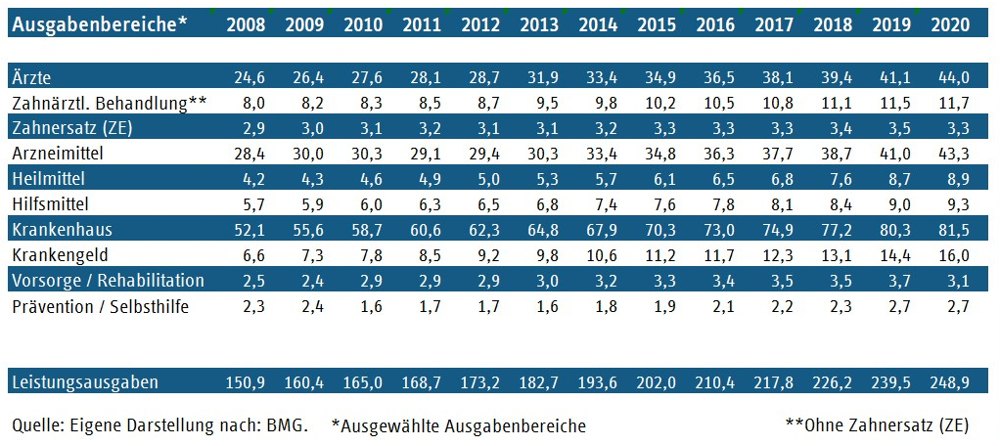 Ausgabenbereiche* 2008 2009 2010 2011 2012 2013 2014 2015 2016 2017 2018 2019 2020
Ärzte 24,6 26,4 27,6 28,1 28,7 31,9 33,4 34,9 36,5 38,1 39,4 41,1 44,0
Zahnärztl. Behandlung** 8,0 8,2 8,3 8,5 8,7 9,5 9,8 10,2 10,5 10,8 11,1 11,5 11,7
Zahnersatz (ZE) 2,9 3,0 3,1 3,2 3,1 3,1 3,2 3,3 3,3 3,3 3,4 3,5 3,3
Arzneimittel 28,4 30,0 30,3 29,1 29,4 30,3 33,4 34,8 36,3 37,7 38,7 41,0 43,3
Heilmittel 4,2 4,3 4,6 4,9 5,0 5,3 5,7 6,1 6,5 6,8 7,6 8,7 8,9
Hilfsmittel 5,7 5,9 6,0 6,3 6,5 6,8 7,4 7,6 7,8 8,1 8,4 9,0 9,3
Krankenhaus 52,1 55,6 58,7 60,6 62,3 64,8 67,9 70,3 73,0 74,9 77,2 80,3 81,5
Krankengeld 6,6 7,3 7,8 8,5 9,2 9,8 10,6 11,2 11,7 12,3 13,1 14,4 16,0
Vorsorge / Rehabilitation 2,5 2,4 2,9 2,9 2,9 3,0 3,2 3,3 3,4 3,5 3,5 3,7 3,1
Prävention / Selbsthilfe 2,3 2,4 1,6 1,7 1,7 1,6 1,8 1,9 2,1 2,2 2,3 2,7 2,7
Leistungsausgaben 150,9 160,4 165,0 168,7 173,2 182,7 193,6 202,0 210,4 217,8 226,2 239,5 248,9
Quelle: Eigene Darstellung nach: BMG. *Ausgewählte Ausgabenbereiche **Ohne Zahnersatz (ZE)